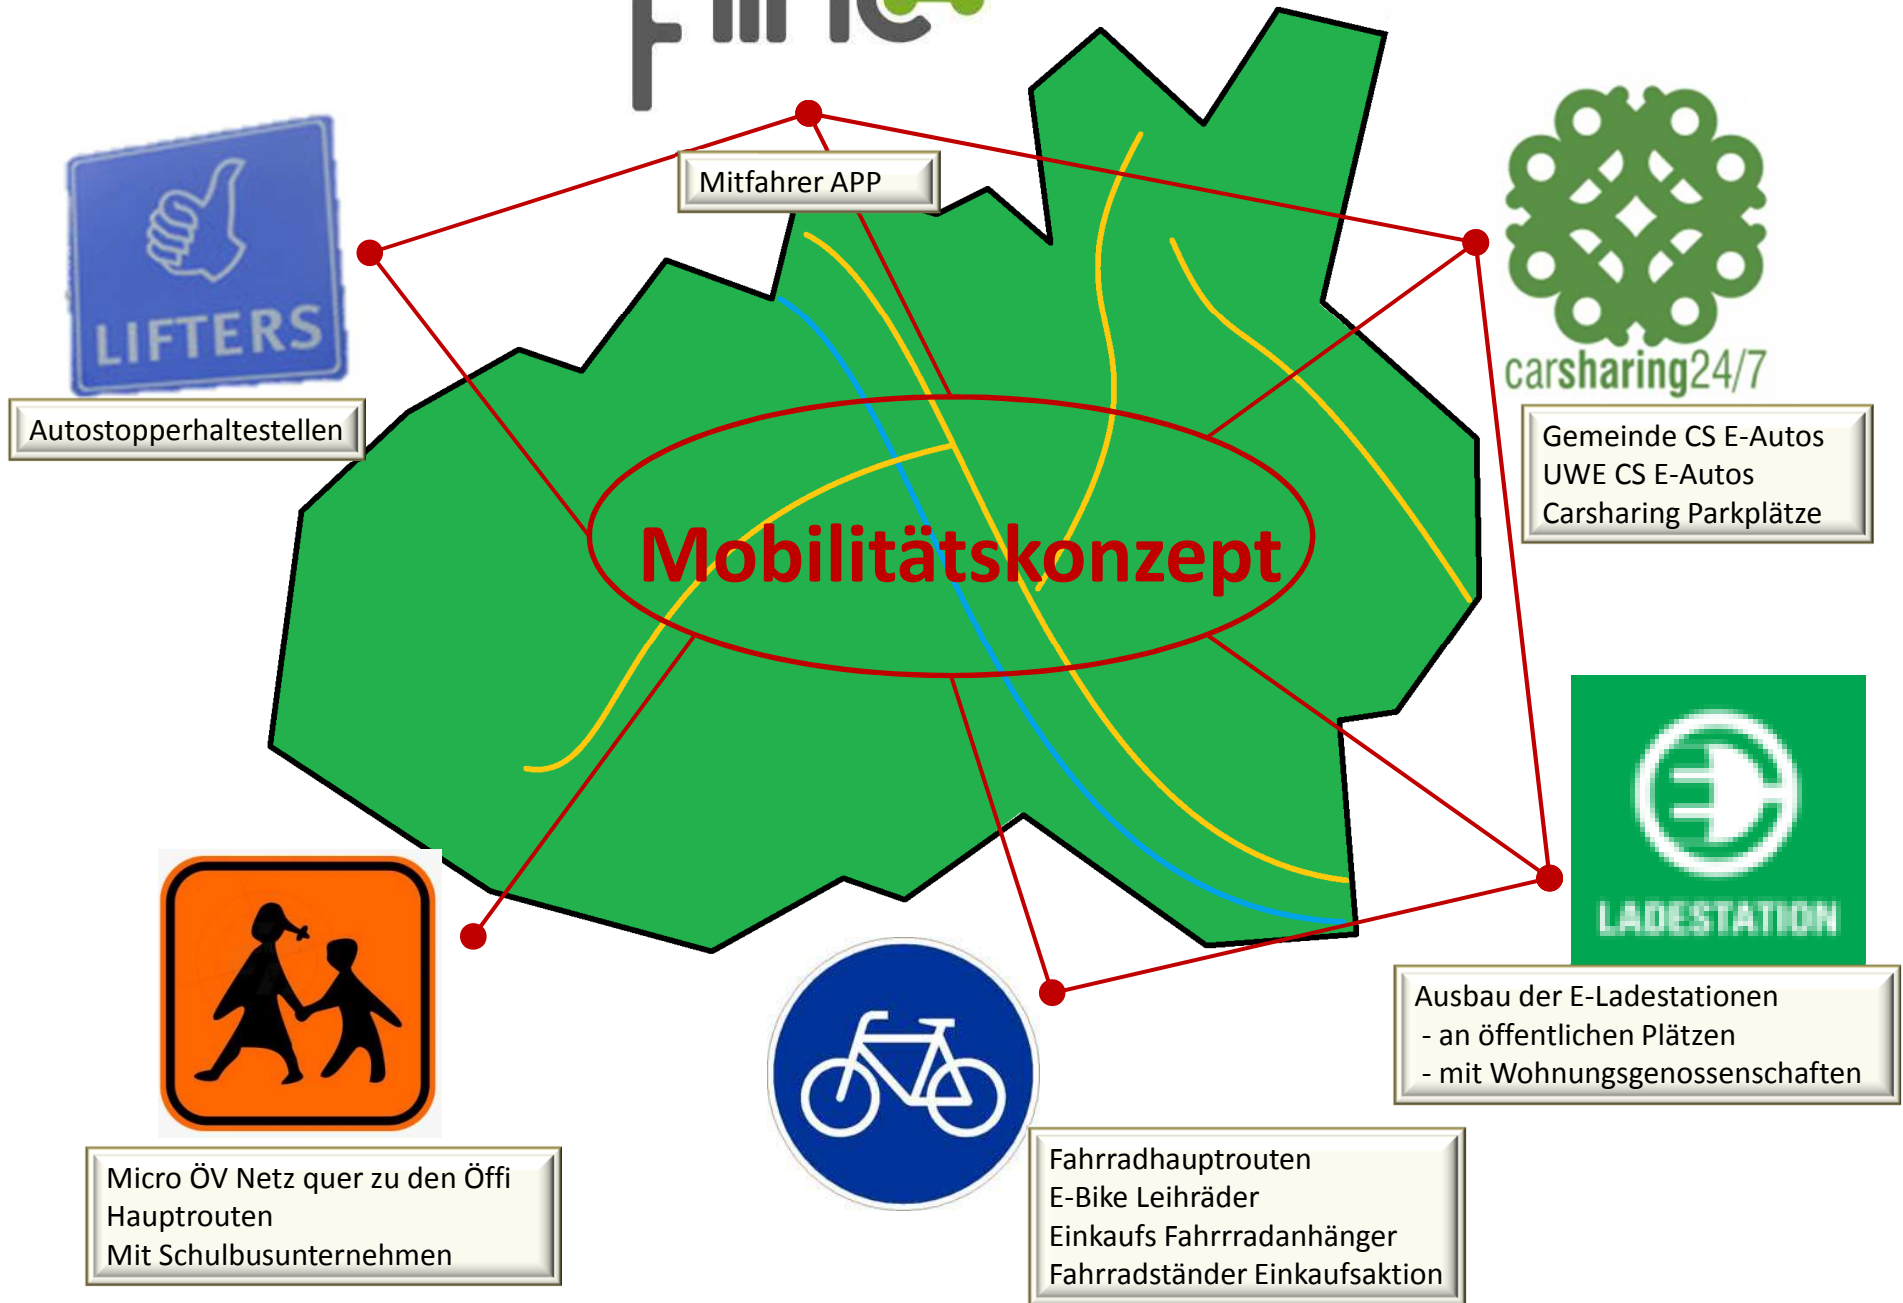 flinc
Mitfahrer APP
LIFTERS
Autostopperhaltestellen
carsharing24/7
Gemeinde CS E-Autos
UWE CS E-Autos
Carsharing Parkplätze
Mobilitätskonzept
LADESTATION
Ausbau der E-Ladestationen
- an öffentlichen Plätzen
- mit Wohnungsgenossenschaften
Micro ÖV Netz quer zu den Öffi
Hauptrouten
Mit Schulbusunternehmen
Fahrradhauptrouten
E-Bike Leihräder
Einkaufs Fahrrradanhänger
Fahrradständer Einkaufsaktion